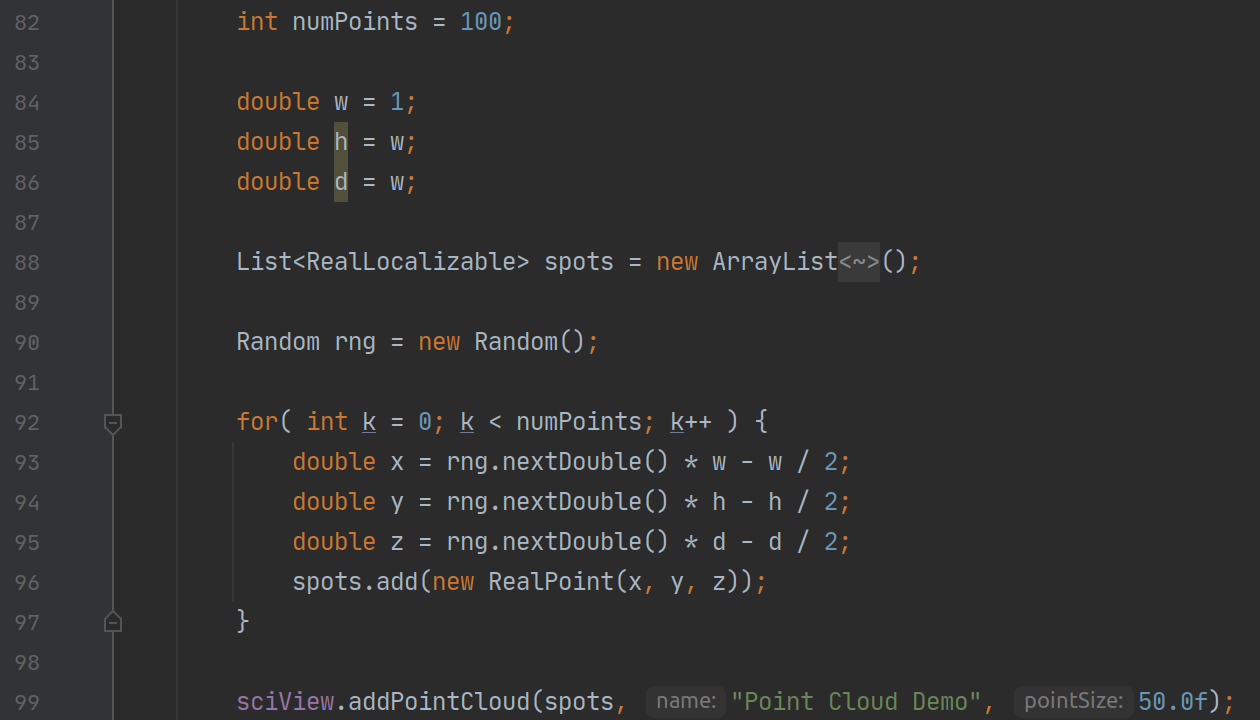 82 int numPoints = 100;
83
84 double w = 1;
85 double h = w;
86 double d = w;
87
88 List<RealLocalizable> spots = new ArrayList<~>();
89
90 Random rng = new Random();
91
92 for( int k = 0; k < numPoints; k++ ) {
93 double x = rng.nextDouble() * w - w / 2;
94 double y = rng.nextDouble() * h - h / 2;
95 double z = rng.nextDouble() * d - d / 2;
96 spots.add(new RealPoint(x, y, z));
97 }
98
99 sciView.addPointCloud(spots, name: "Point Cloud Demo", pointSize: 50.0f);